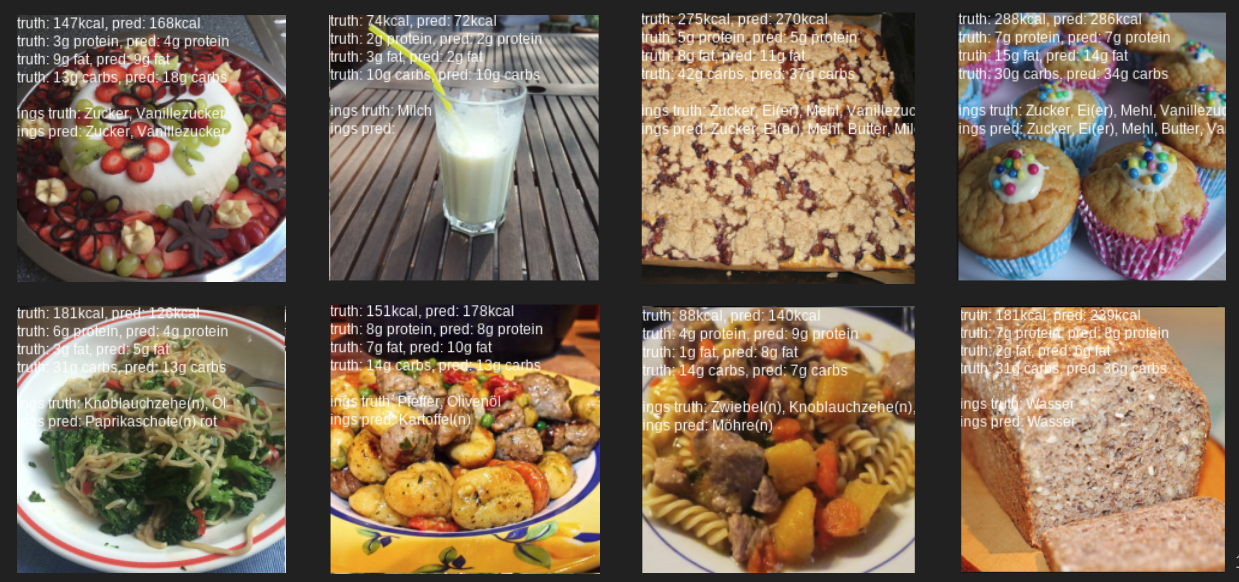 truth: 147kcal, pred: 168kcal
truth: 3g protein, pred: 4g protein
truth: 9g fat, pred: 9g fat
truth: 13g carbs, pred: 18g carbs
ings truth: Zucker, Vanillezucker
ings pred: Zucker, Vanillezucker
truth: 74kcal, pred: 72kcal
truth: 2g protein, pred: 2g protein
truth: 3g fat, pred: 2g fat
truth: 10g carbs, pred: 10g carbs
ings truth: Milch
ings pred:
truth: 275kcal, pred: 270kcal
truth: 5g protein, pred: 5g protein
truth: 8g fat, pred: 11g fat
truth: 42g carbs, pred: 37g carbs
ings truth: Zucker, Ei(er), Mehl, Vanillezuc
ings pred: Zucker, Ei(er), Mehl, Butter, Mil
truth: 288kcal, pred: 286kcal
truth: 7g protein, pred: 7g protein
truth: 15g fat, pred: 14g fat
truth: 30g carbs, pred: 34g carbs
ings truth: Zucker, Ei(er), Mehl, Vanillezuc
ings pred: Zucker, Ei(er), Mehl, Butter, Va
truth: 181kcal, pred: 126kcal
truth: 6g protein, pred: 4g protein
truth: 3g fat, pred: 5g fat
truth: 31g carbs, pred: 13g carbs
ings truth: Knoblauchzehe(n), Öl
ings pred: Paprikaschote(n) rot
truth: 151kcal, pred: 178kcal
truth: 8g protein, pred: 8g protein
truth: 7g fat, pred: 10g fat
truth: 14g carbs, pred: 13g carbs
ings truth: Pfeffer, Olivenöl
ings pred: Kartoffel(n)
truth: 88kcal, pred: 140kcal
truth: 4g protein, pred: 9g protein
truth: 1g fat, pred: 8g fat
truth: 14g carbs, pred: 7g carbs
ings truth: Zwiebel(n), Knoblauchzehe(n),
ings pred: Möhre(n)
truth: 181kcal, pred: 239kcal
truth: 7g protein, pred: 8g protein
truth: 2g fat, pred: 6g fat
truth: 31g carbs, pred: 36g carbs
ings truth: Wasser
ings pred: Wasser